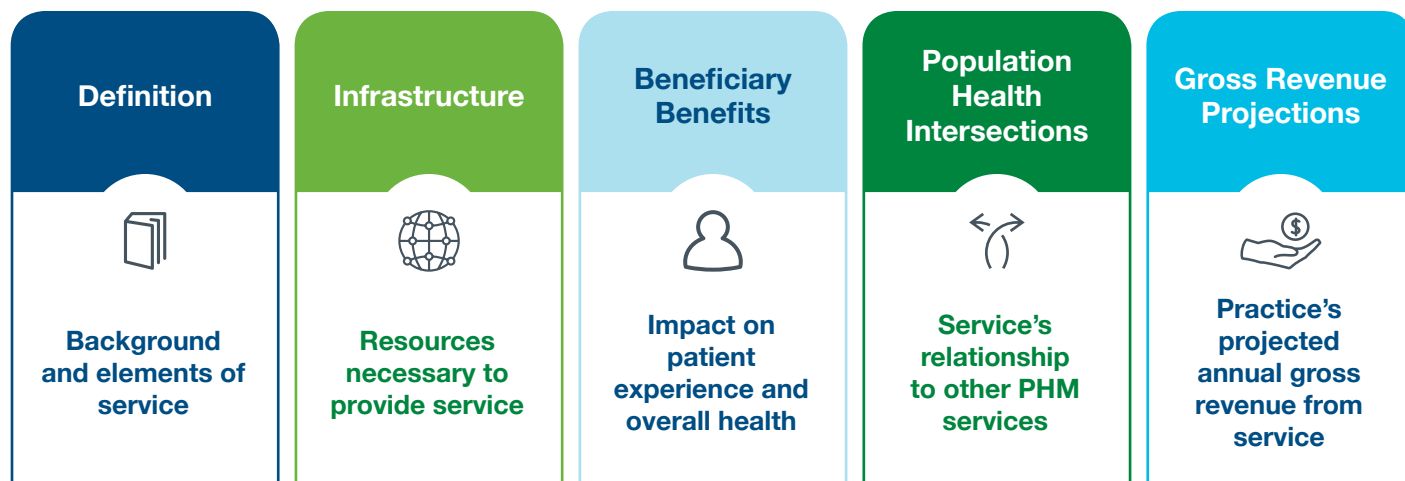 Definition
Background
and elements of
service
Infrastructure
Resources
necessary to
provide service
Beneficiary
Benefits
Impact on
patient
experience and
overall health
Population
Health
Intersections
Service’s
relationship
to other PHM
services
Gross Revenue
Projections
$
Practice’s
projected
annual gross
revenue from
service